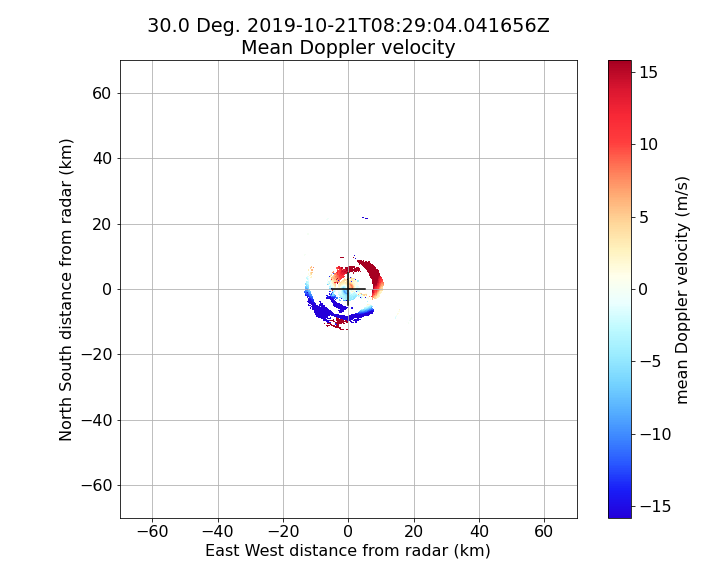 30.0 Deg. 2019-10-21T08:29:04.041656Z
Mean Doppler velocity
North South distance from radar (km)
60
40
20
0
−20
−40
−60
−60 −40 −20 0 20 40 60
East West distance from radar (km)
15
10
5
0
−5
−10
−15
mean Doppler velocity (m/s)